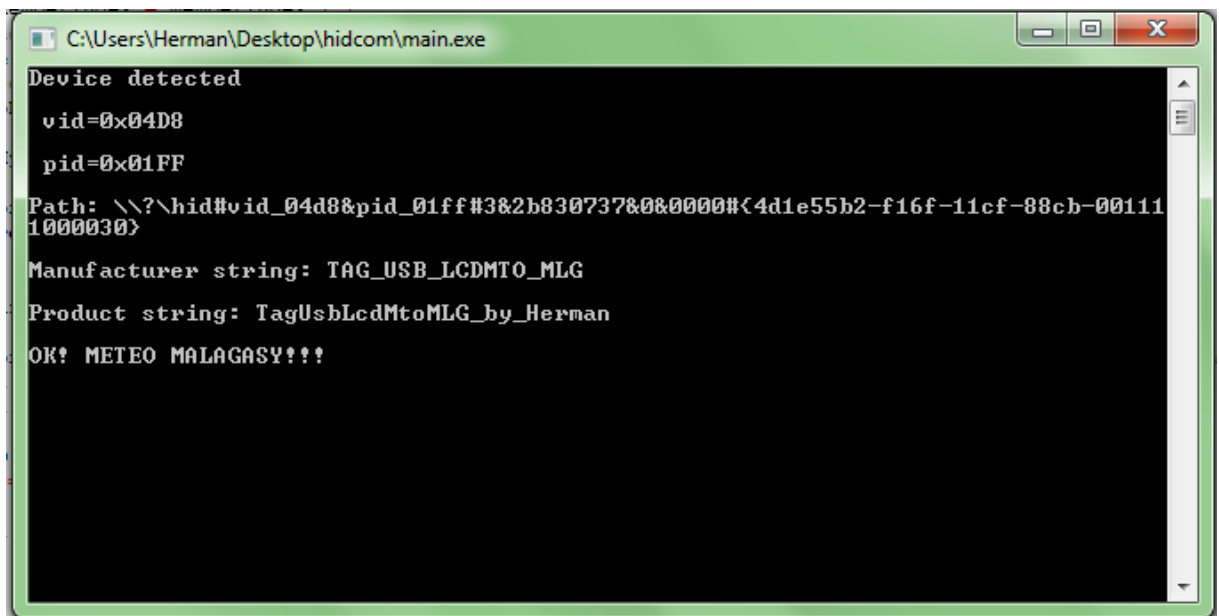 C:\Users\Herman\Desktop\hidcom\main.exe
Device detected
vid=0x04D8
pid=0x01FF
Path: \\?\hid#vid_04d8&pid_01ff#3&2b830737&0&0000#{4d1e55b2-f16f-11cf-88cb-00111
1000030}
Manufacturer string: TAG_USB_LCDMTO_MLG
Product string: TagUsbLcdMtoMLG_by_Herman
OK! METEO MALAGASY!!!